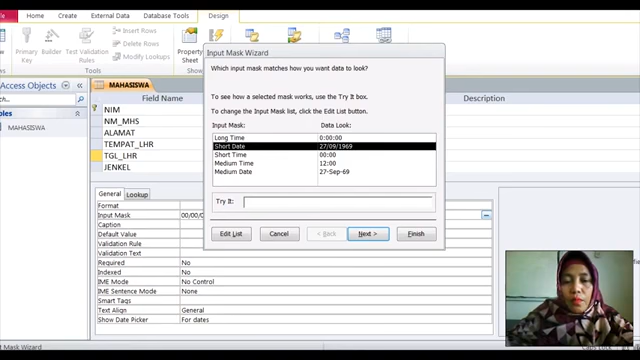 File Home Create External Data Database Tools Design
Primary Key
Builder
Test Validation Rules
Insert Rows
Delete Rows
Modify Lookups
Tools
Property Sheet
Access Objects
MAHASISWA
MAHASISWA
Field Name
Description
NIM
NM_MHS
ALAMAT
TEMPAT_LHR
TGL_LHR
JENKEL
Input Mask Wizard
Which input mask matches how you want data to look?
To see how a selected mask works, use the Try It box.
To change the Input Mask list, click the Edit List button.
Input Mask: Data Look:
Long Time 0:00:00
Short Date 27/09/1969
Short Time 00:00
Medium Time 12:00
Medium Date 27-Sep-69
Try It:
Edit List Cancel < Back Next > Finish
General Lookup
Format
Input Mask 00/00/
Caption
Default Value
Validation Rule
Validation Text
Required No
Indexed No
IME Mode No Control
IME Sentence Mode None
Smart Tags
Text Align General
Show Date Picker For dates
Mask Wizard